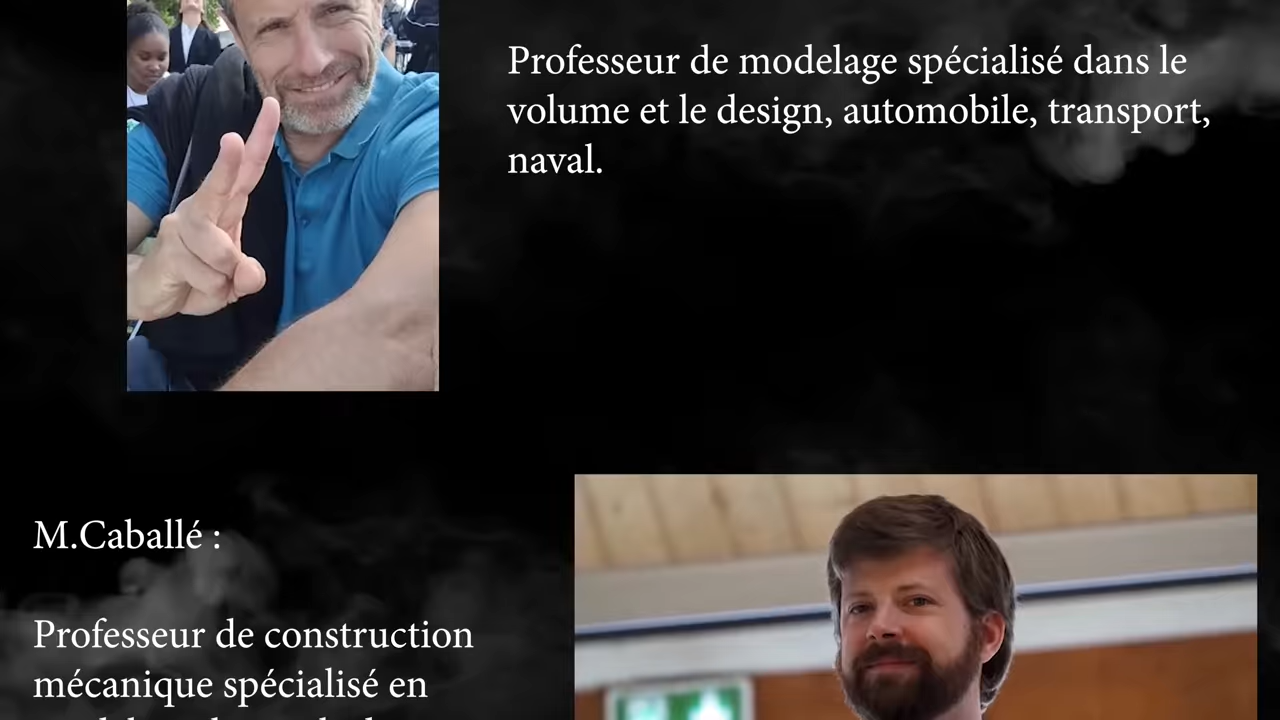 Professeur de modelage spécialisé dans le
volume et le design, automobile, transport,
naval.
M.Caballé :
Professeur de construction
mécanique spécialisé en